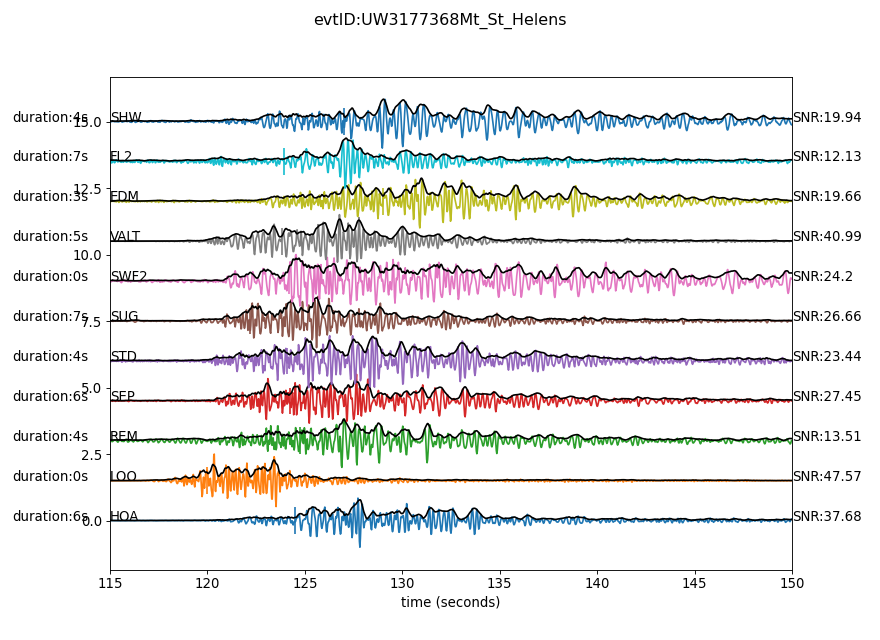 evtID:UW3177368Mt_St_Helens
duration:4s SHW SNR:19.94
15.0
duration:7s EL2 SNR:12.13
12.5
duration:3s EDM SNR:19.66
duration:5s VALT SNR:40.99
10.0
duration:0s SWF2 SNR:24.2
duration:7s SUG SNR:26.66
7.5
duration:4s STD SNR:23.44
5.0
duration:6s SEP SNR:27.45
duration:4s REM SNR:13.51
2.5
duration:0s LOO SNR:47.57
duration:6s HOA SNR:37.68
0.0
115 120 125 130 135 140 145 150
time (seconds)